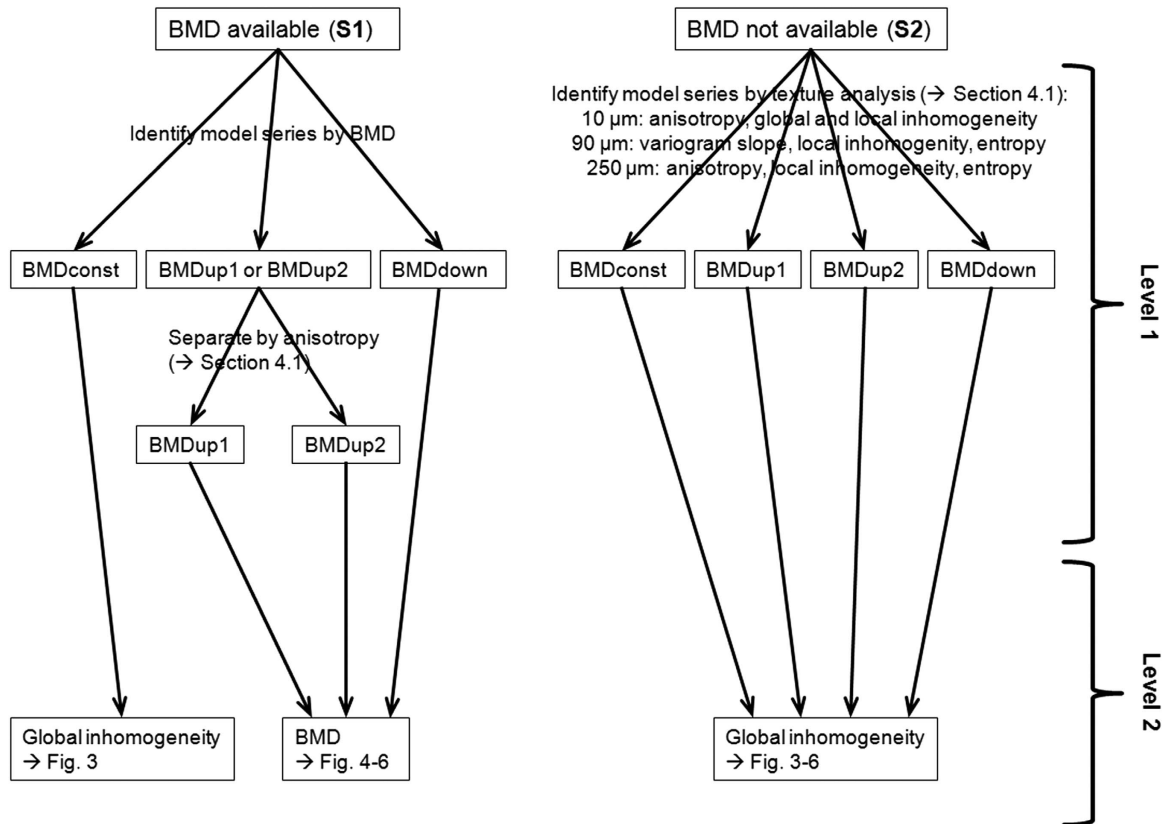 BMD available (S1)
BMD not available (S2)
Identify model series by BMD
Identify model series by texture analysis (→ Section 4.1):
10 µm: anisotropy, global and local inhomogeneity
90 µm: variogram slope, local inhomogenity, entropy
250 µm: anisotropy, local inhomogeneity, entropy
BMDconst
BMDup1 or BMDup2
BMDdown
BMDconst
BMDup1
BMDup2
BMDdown
Level 1
Separate by anisotropy
(→ Section 4.1)
BMDup1
BMDup2
Level 2
Global inhomogeneity
→ Fig. 3
BMD
→ Fig. 4-6
Global inhomogeneity
→ Fig. 3-6